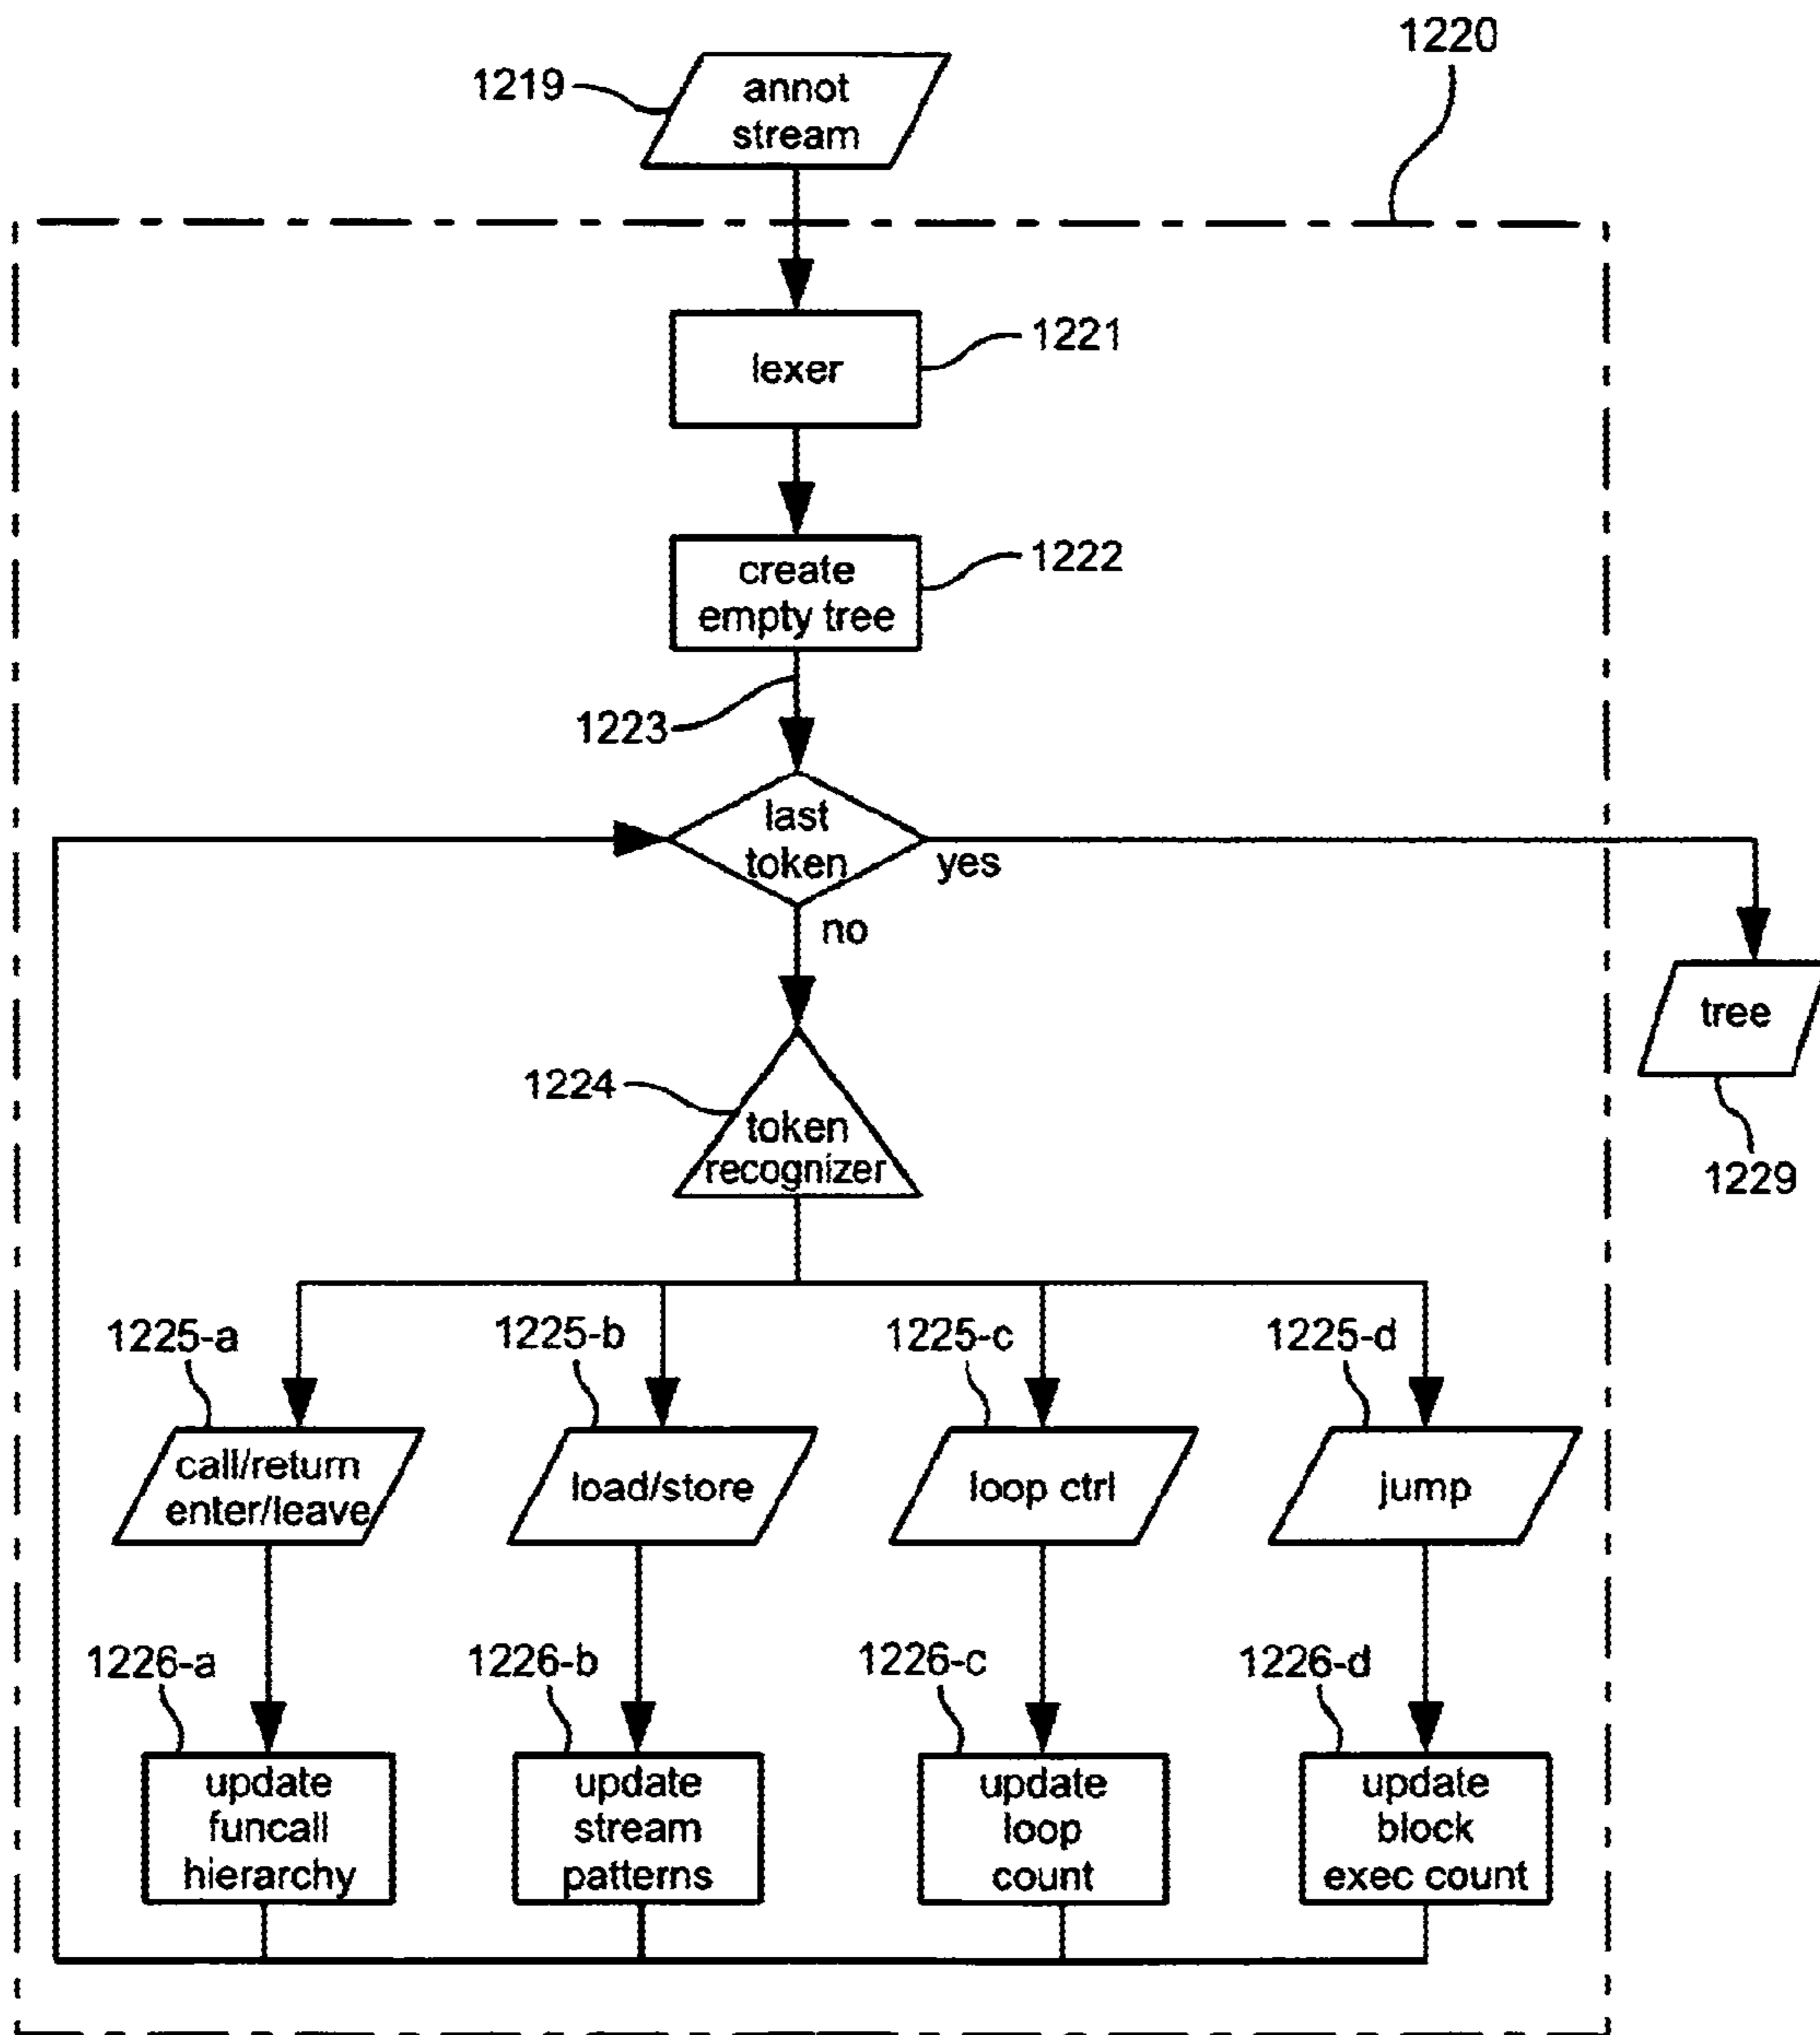 1220
1219
annot
stream
1221
lexer
1222
create
empty tree
1223
last
token
yes
no
tree
1229
1224
token
recognizer
1225-a
1225-b
1225-c
1225-d
call/return
enter/leave
load/store
loop ctrl
jump
1226-a
1226-b
1226-c
1226-d
update
funcall
hierarchy
update
stream
patterns
update
loop
count
update
block
exec count